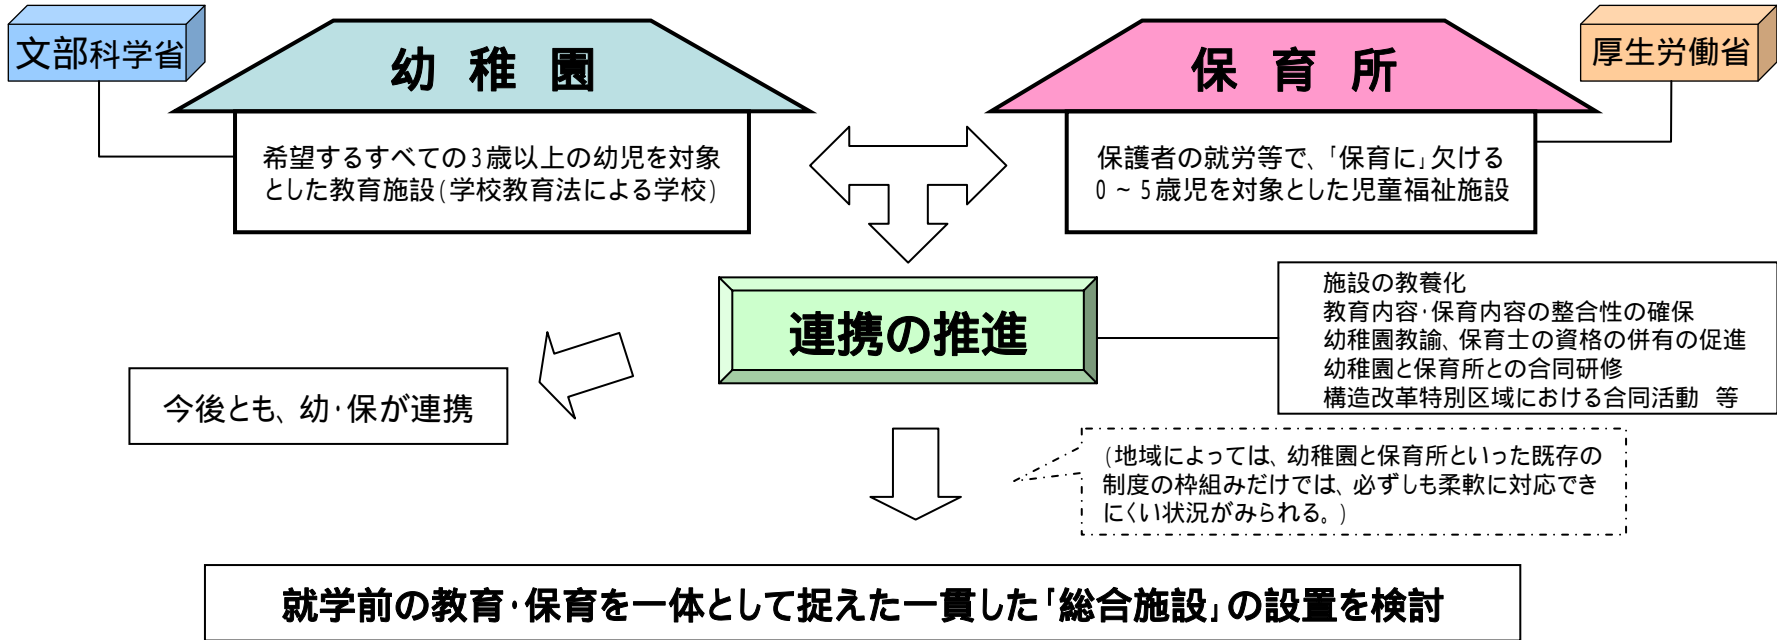 文部科学省
幼稚園
保育所
厚生労働省
希望するすべての3歳以上の幼児を対象
とした教育施設(学校教育法による学校)
保護者の就労等で、「保育に」欠ける
0～5歳児を対象とした児童福祉施設
連携の推進
施設の教養化
教育内容・保育内容の整合性の確保
幼稚園教諭、保育士の資格の併有の促進
幼稚園と保育所との合同研修
構造改革特別区域における合同活動 等
今後とも、幼・保が連携
(地域によっては、幼稚園と保育所といった既存の
制度の枠組みだけでは、必ずしも柔軟に対応でき
にくい状況がみられる。)
就学前の教育・保育を一体として捉えた一貫した「総合施設」の設置を検討